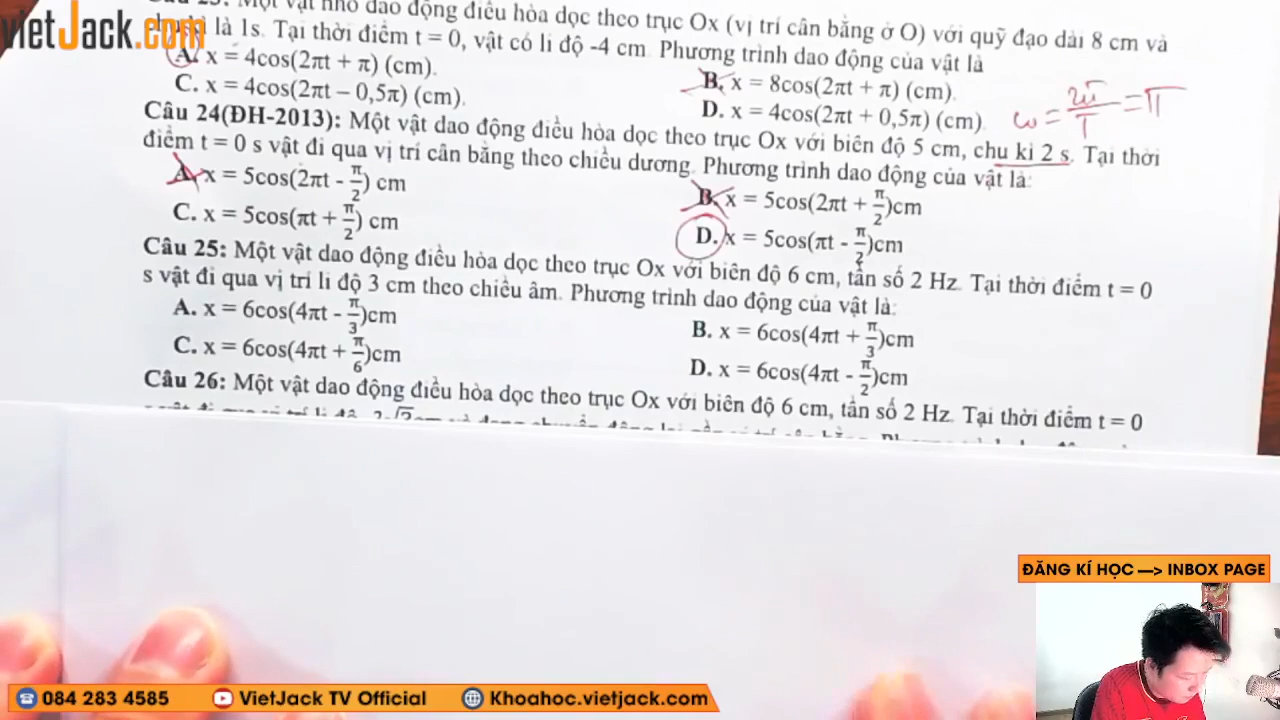 vietJack.com
Một vật nhỏ dao động điều hòa dọc theo trục Ox (vị trí cân bằng ở O) với quỹ đạo dài 8 cm và
là 1s. Tại thời điểm t = 0, vật có li độ -4 cm. Phương trình dao động của vật là
A. x = 4cos(2πt + π) (cm).
B. x = 8cos(2πt + π) (cm).
C. x = 4cos(2πt – 0,5π) (cm).
D. x = 4cos(2πt + 0,5π) (cm)
ω = 2π/T = π
Câu 24(ĐH-2013): Một vật dao động điều hòa dọc theo trục Ox với biên độ 5 cm, chu kì 2 s. Tại thời
điểm t = 0 s vật đi qua vị trí cân bằng theo chiều dương. Phương trình dao động của vật là:
A. x = 5cos(2πt - π/2) cm
B. x = 5cos(2πt + π/2)cm
C. x = 5cos(πt + π/2) cm
D. x = 5cos(πt - π/2)cm
Câu 25: Một vật dao động điều hòa dọc theo trục Ox với biên độ 6 cm, tần số 2 Hz. Tại thời điểm t = 0
s vật đi qua vị trí li độ 3 cm theo chiều âm. Phương trình dao động của vật là:
A. x = 6cos(4πt - π/3)cm
B. x = 6cos(4πt + π/3)cm
C. x = 6cos(4πt + π/6)cm
D. x = 6cos(4πt - π/2)cm
Câu 26: Một vật dao động điều hòa dọc theo trục Ox với biên độ 6 cm, tần số 2 Hz. Tại thời điểm t = 0
ĐĂNG KÍ HỌC —> INBOX PAGE
084 283 4585 VietJack TV Official Khoahoc.vietjack.com